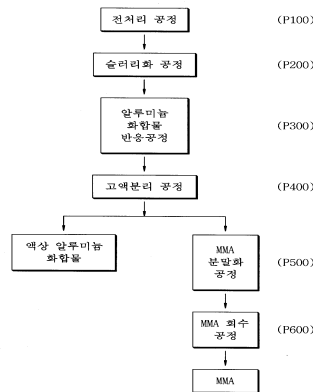 전처리 공정 (P100)
슬러리화 공정 (P200)
알루미늄
화합물 (P300)
반응공정
고액분리 공정 (P400)
액상 알루미늄
화합물
MMA
분말화 (P500)
공정
MMA 회수 (P600)
공정
MMA